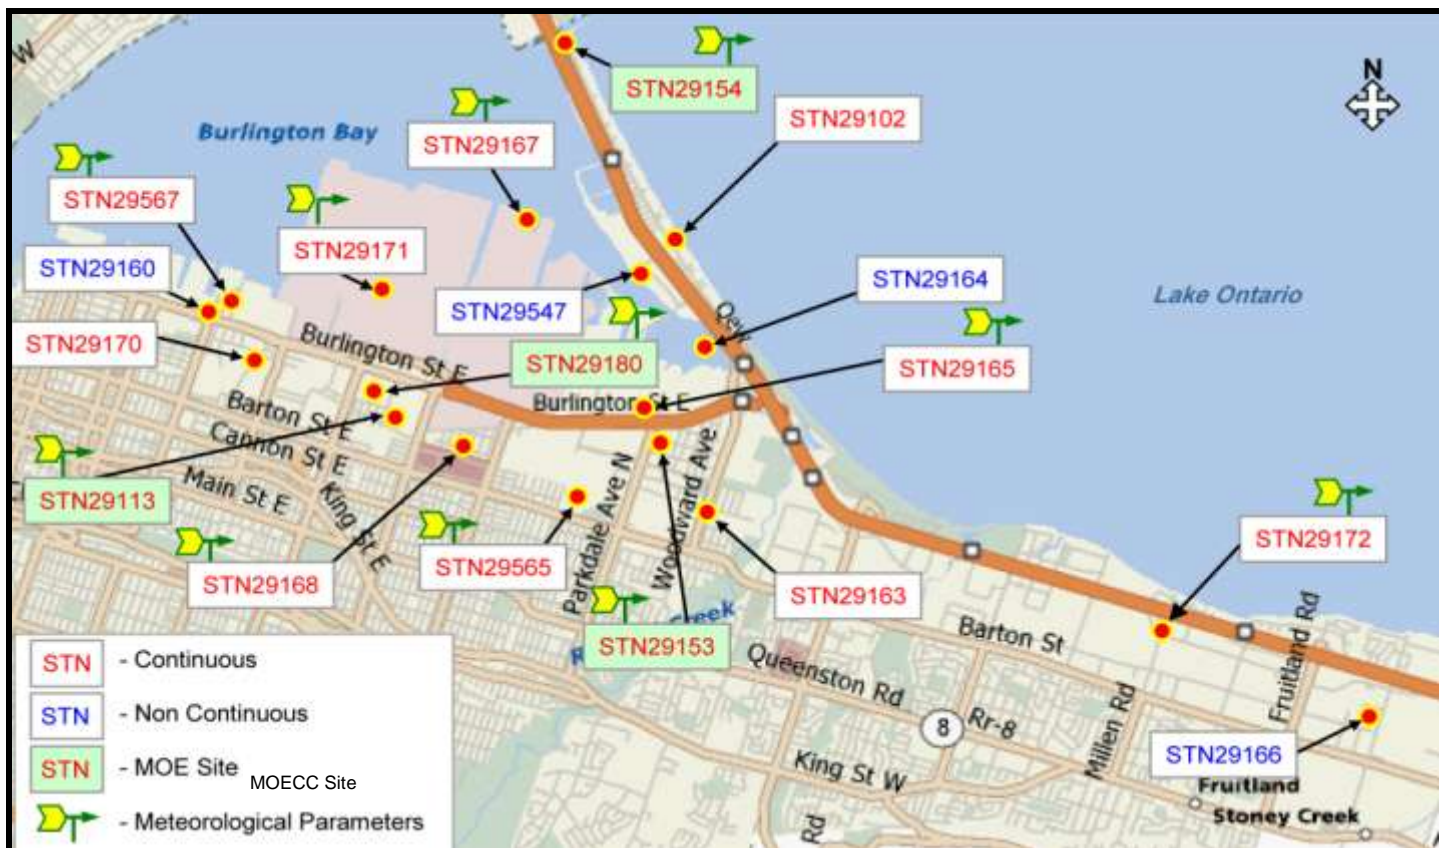 W
N
STN29154
STN29102
Burlington Bay
STN29167
STN29567
STN29171
STN29160
STN29547
STN29164
Lake Ontario
Qew
STN29170
Burlington St E
STN29180
STN29165
Burlington St E
Barton St E
Cannon St E
Main St E
King St E
STN29113
STN29168
STN29565
Parkdale Ave N
Woodward Ave
STN29163
STN29172
Creek
STN29153
Barton St
Queenston Rd
Rr-8
8
King St W
Millen Rd
Fruitland Rd
STN29166
Fruitland
Stoney Creek
Rd
STN - Continuous
STN - Non Continuous
STN - MOE Site
MOECC Site
- Meteorological Parameters